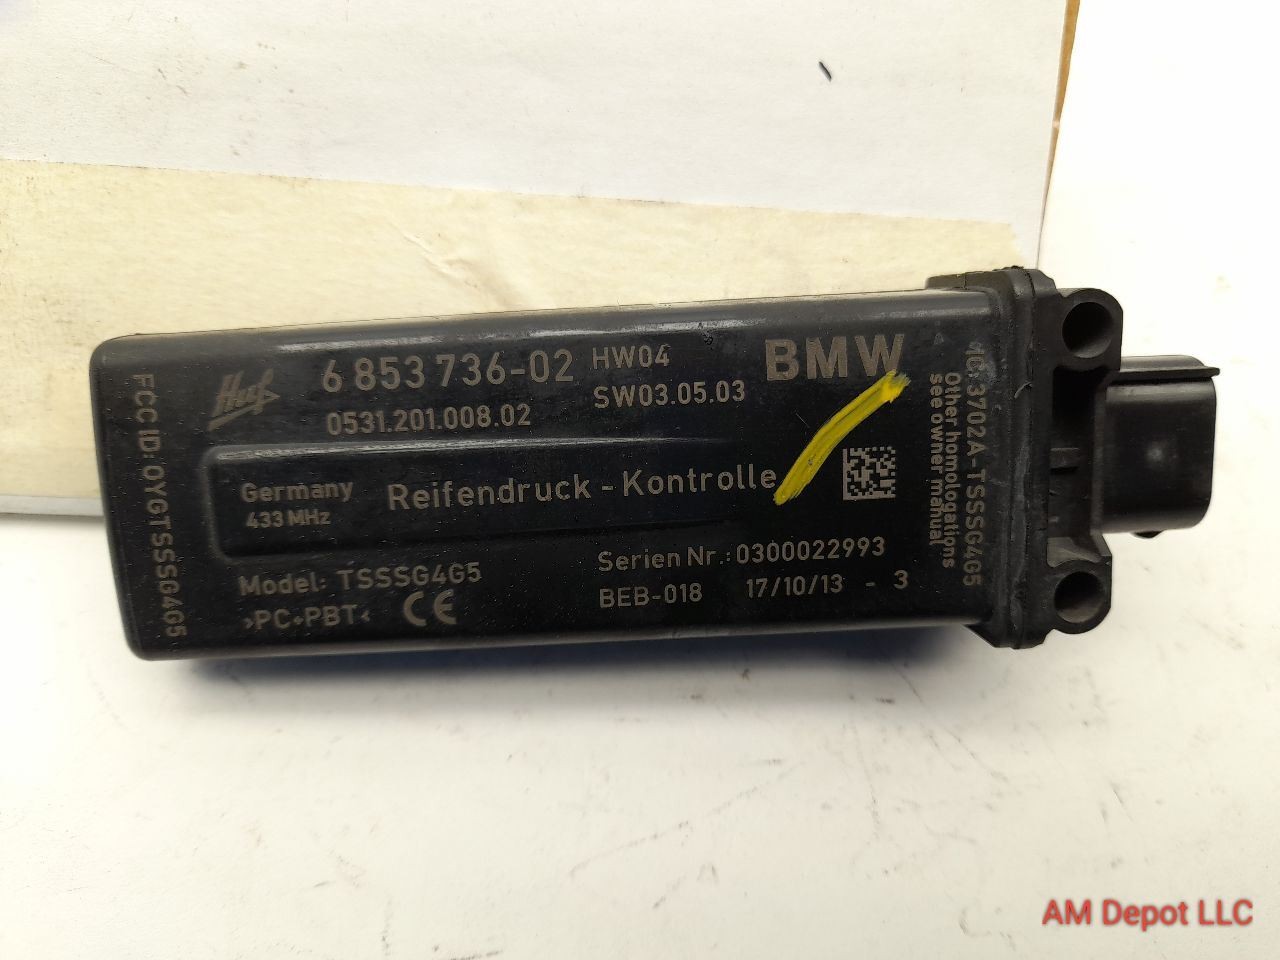 Huf
6 853 736-02 HW04
BMW
0531.201.008.02
SW03.05.03
Germany
433 MHz
Reifendruck - Kontrolle
Model: TSSSG4G5
>PC+PBT< CE
Serien Nr.: 0300022993
BEB-018 17/10/13 - 3
FCC ID: OYGTSSSG4G5
IC: 3702A-TSSSG4G5
Other homologations
see owner manual
AM Depot LLC